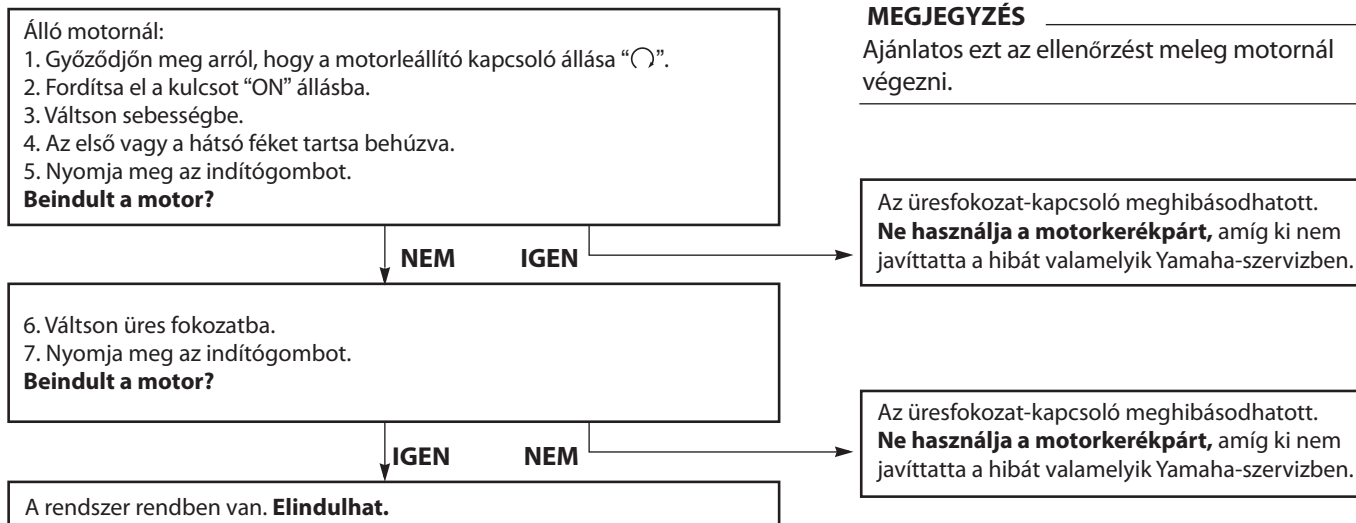 Álló motornál:
1. Győződjőn meg arról, hogy a motorleállító kapcsoló állása “◯”.
2. Fordítsa el a kulcsot “ON” állásba.
3. Váltson sebességbe.
4. Az első vagy a hátsó féket tartsa behúzva.
5. Nyomja meg az indítógombot.
Beindult a motor?
MEGJEGYZÉS
Ajánlatos ezt az ellenőrzést meleg motornál
végezni.
NEM IGEN
Az üresfokozat-kapcsoló meghibásodhatott.
Ne használja a motorkerékpárt, amíg ki nem
javíttatta a hibát valamelyik Yamaha-szervizben.
6. Váltson üres fokozatba.
7. Nyomja meg az indítógombot.
Beindult a motor?
IGEN NEM
Az üresfokozat-kapcsoló meghibásodhatott.
Ne használja a motorkerékpárt, amíg ki nem
javíttatta a hibát valamelyik Yamaha-szervizben.
A rendszer rendben van. Elindulhat.